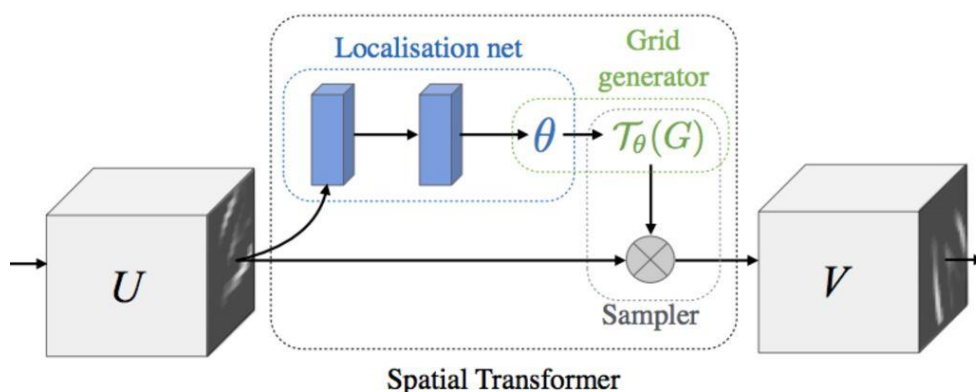 Localisation net
Grid
generator
θ
𝒯θ(G)
U
V
Sampler
Spatial Transformer